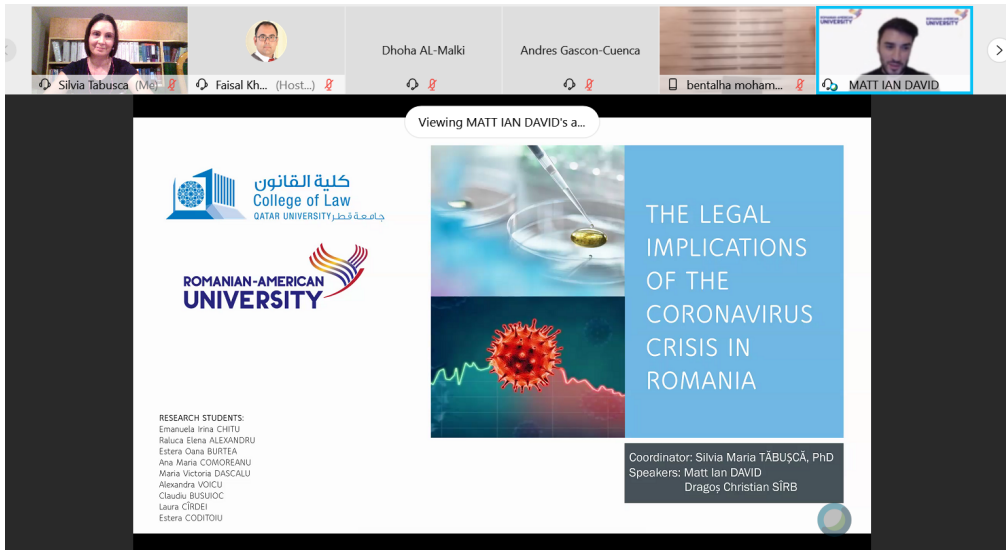 Silvia Tabusca (Me)
Faisal Kh... (Host...)
Dhoha AL-Malki
Andres Gascon-Cuenca
bentalha moham...
MATT IAN DAVID
Viewing MATT IAN DAVID's a...
كلية القانون
College of Law
QATAR UNIVERSITY جامعة قطر
ROMANIAN-AMERICAN
UNIVERSITY
THE LEGAL
IMPLICATIONS
OF THE
CORONAVIRUS
CRISIS IN
ROMANIA
RESEARCH STUDENTS:
Emanuela Irina CHITU
Raluca Elena ALEXANDRU
Estera Oana BURTEA
Ana Maria COMOREANU
Maria Victoria DASCALU
Alexandra VOICU
Claudiu BUSUIOC
Laura CÎRDEI
Estera CODITOIU
Coordinator: Silvia Maria TĂBUȘCĂ, PhD
Speakers: Matt Ian DAVID
Dragoș Christian SÎRB